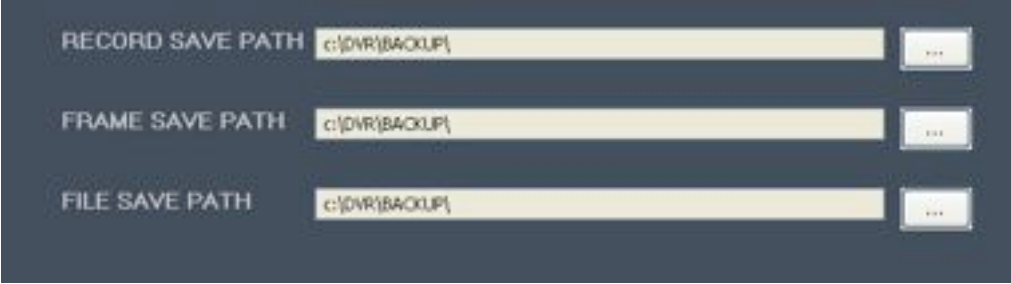 RECORD SAVE PATH c:\DVR\BACKUP\ ...
FRAME SAVE PATH c:\DVR\BACKUP\ ...
FILE SAVE PATH c:\DVR\BACKUP\ ...